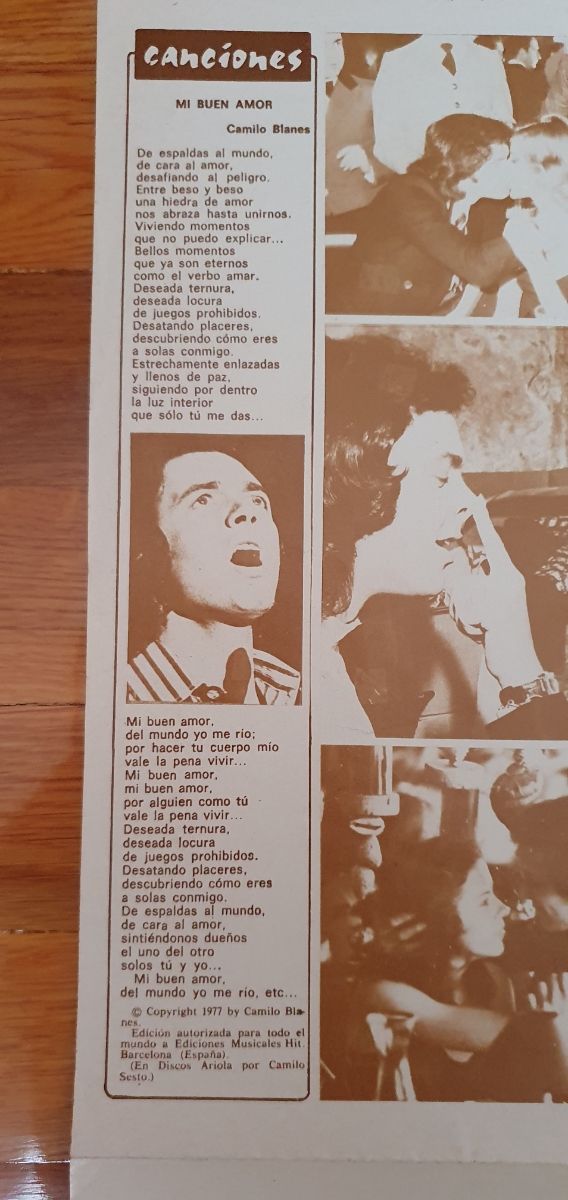 canciones
MI BUEN AMOR
Camilo Blanes
De espaldas al mundo,
de cara al amor,
desafiando al peligro.
Entre beso y beso
una hiedra de amor
nos abraza hasta unirnos.
Viviendo momentos
que no puedo explicar...
Bellos momentos
que ya son eternos
como el verbo amar.
Deseada ternura,
deseada locura
de juegos prohibidos.
Desatando placeres,
descubriendo cómo eres
a solas conmigo.
Estrechamente enlazadas
y llenos de paz,
siguiendo por dentro
la luz interior
que sólo tú me das...
Mi buen amor,
del mundo yo me río;
por hacer tu cuerpo mío
vale la pena vivir...
Mi buen amor,
mi buen amor,
por alguien como tú
vale la pena vivir...
Deseada ternura,
deseada locura
de juegos prohibidos.
Desatando placeres,
descubriendo cómo eres
a solas conmigo.
De espaldas al mundo,
de cara al amor,
sintiéndonos dueños
el uno del otro
solos tú y yo...
Mi buen amor,
del mundo yo me río, etc...
© Copyright 1977 by Camilo Bla-
nes.
Edición autorizada para todo el
mundo a Ediciones Musicales Hit.
Barcelona (España).
(En Discos Ariola por Camilo
Sesto.)